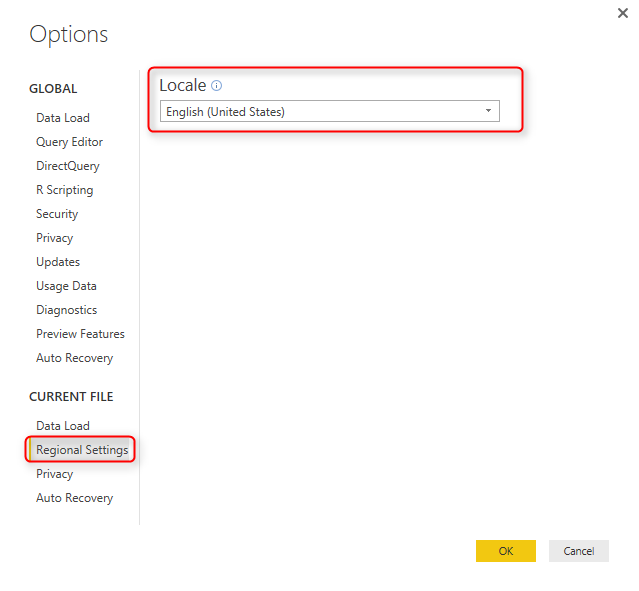 Options
GLOBAL
Data Load
Query Editor
DirectQuery
R Scripting
Security
Privacy
Updates
Usage Data
Diagnostics
Preview Features
Auto Recovery
CURRENT FILE
Data Load
Regional Settings
Privacy
Auto Recovery
Locale
English (United States)
OK
Cancel